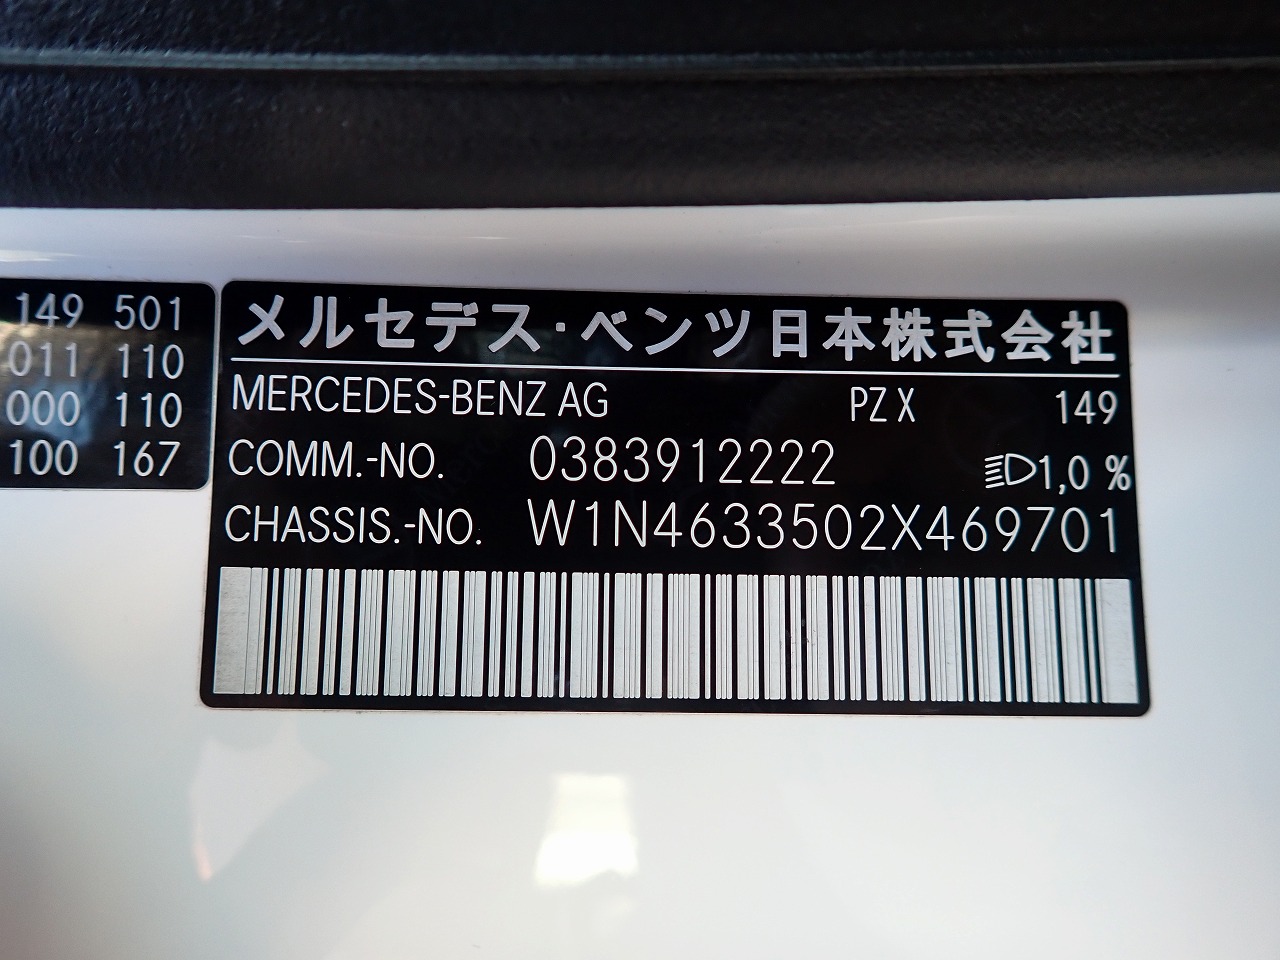 149 501
011 110
000 110
100 167
メルセデス・ベンツ日本株式会社
MERCEDES-BENZ AG PZ X 149
COMM.-NO. 0383912222 1,0 %
CHASSIS.-NO. W1N4633502X469701